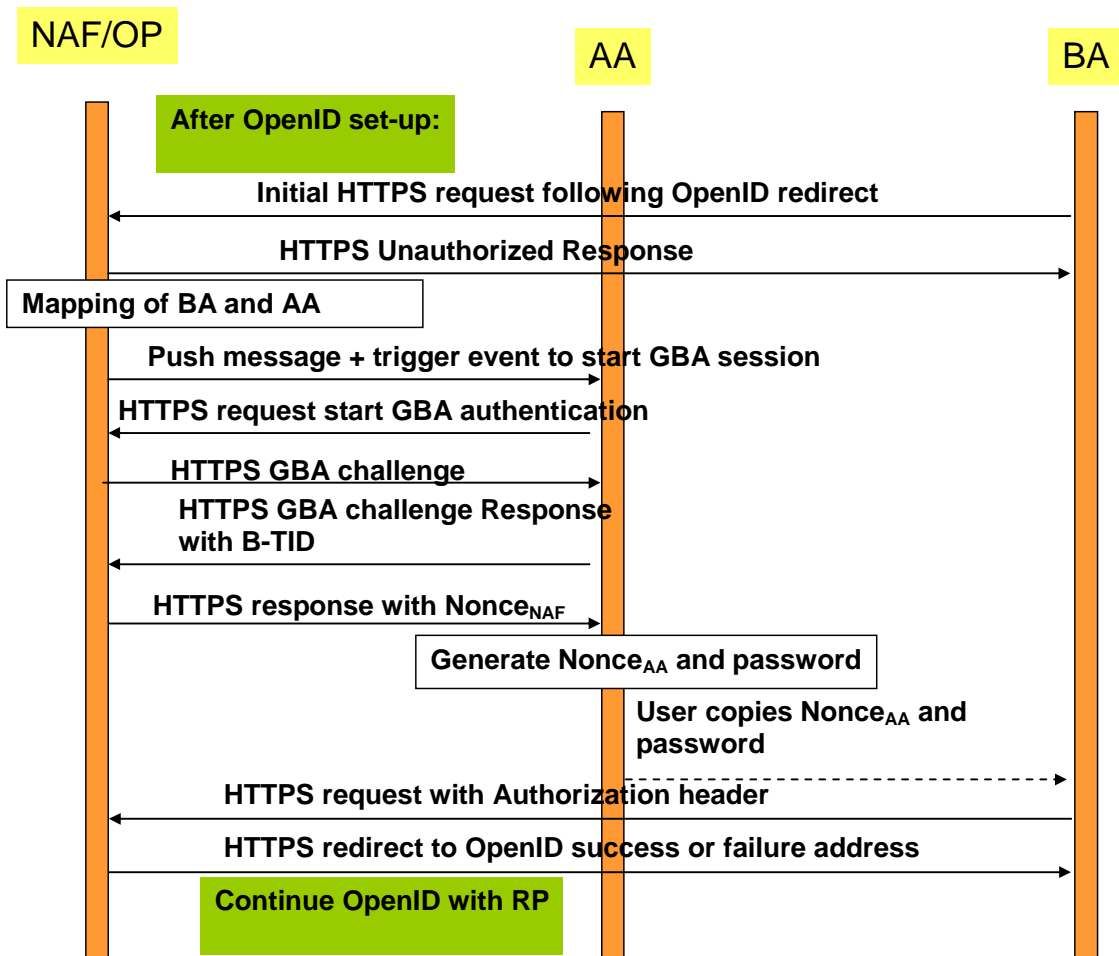 NAF/OP
AA
BA
After OpenID set-up:
Initial HTTPS request following OpenID redirect
HTTPS Unauthorized Response
Mapping of BA and AA
Push message + trigger event to start GBA session
HTTPS request start GBA authentication
HTTPS GBA challenge
HTTPS GBA challenge Response
with B-TID
HTTPS response with NonceNAF
Generate NonceAA and password
User copies NonceAA and
password
HTTPS request with Authorization header
HTTPS redirect to OpenID success or failure address
Continue OpenID with RP